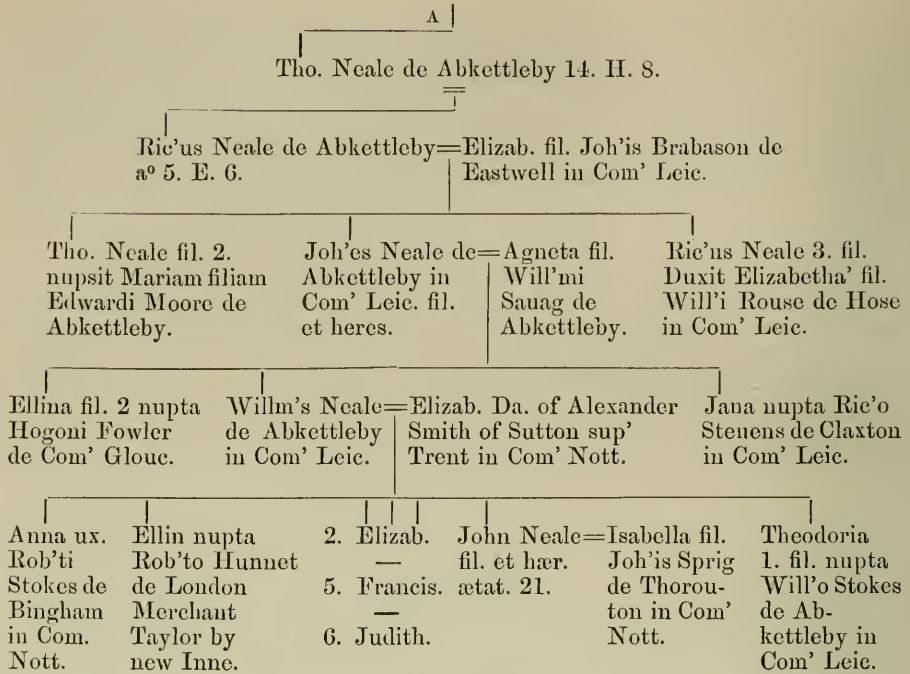 A
Tho. Neale de Abkettleby 14. H. 8.
Ric'us Neale de Abkettleby=Elizab. fil. Joh'is Brabason de
aº 5. E. 6.
Eastwell in Com' Leic.
Tho. Neale fil. 2.
nupsit Mariam filiam
Edwardi Moore de
Abkettleby.
Joh'es Neale de=Agneta fil.
Abkettleby in
Com' Leic. fil.
et heres.
Will'mi
Sauag de
Abkettleby.
Ric'us Neale 3. fil.
Duxit Elizabetha' fil.
Will'i Rouse de Hose
in Com' Leic.
Ellina fil. 2 nupta
Hogoni Fowler
de Com' Glouc.
Willm's Neale=Elizab. Da. of Alexander
de Abkettleby
in Com' Leic.
Smith of Sutton sup'
Trent in Com' Nott.
Jana nupta Ric'o
Steuens de Claxton
in Com' Leic.
Anna ux.
Rob'ti
Stokes de
Bingham
in Com.
Nott.
Ellin nupta
Rob'to Hunnet
de London
Merchant
Taylor by
new Inne.
2. Elizab.
—
5. Francis.
—
6. Judith.
John Neale=Isabella fil.
fil. et hær.
ætat. 21.
Joh'is Sprig
de Thorou-
ton in Com'
Nott.
Theodoria
1. fil. nupta
Will'o Stokes
de Ab-
kettleby in
Com' Leic.